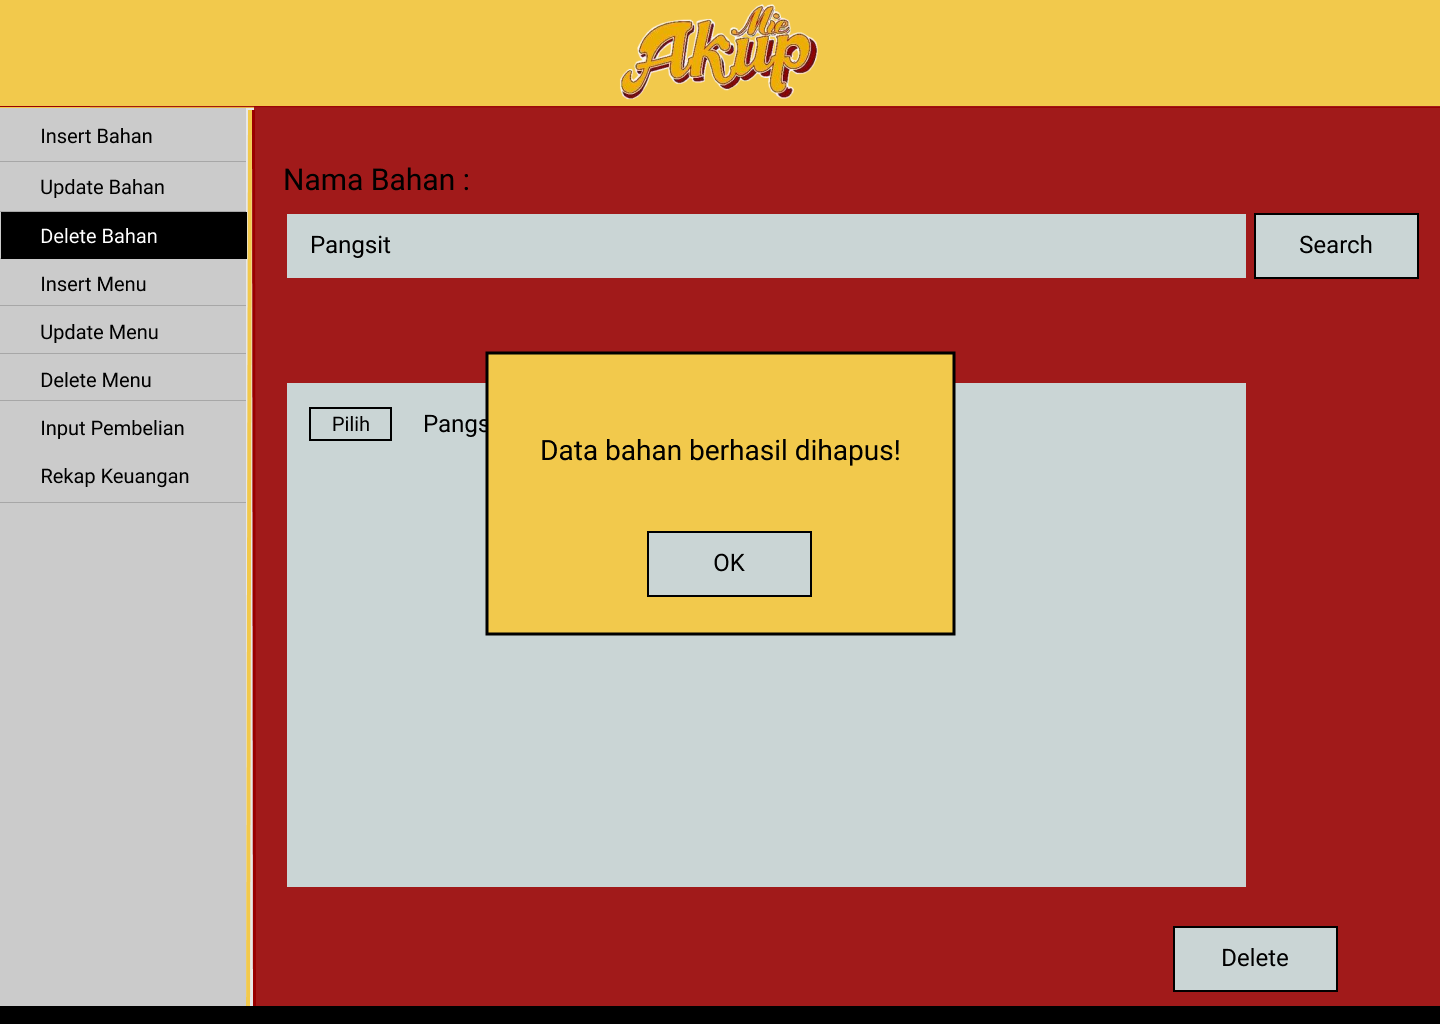 Mie
Akup
Insert Bahan
Update Bahan
Delete Bahan
Insert Menu
Update Menu
Delete Menu
Input Pembelian
Rekap Keuangan
Nama Bahan :
Pangsit
Search
Pilih
Pangs
Data bahan berhasil dihapus!
OK
Delete